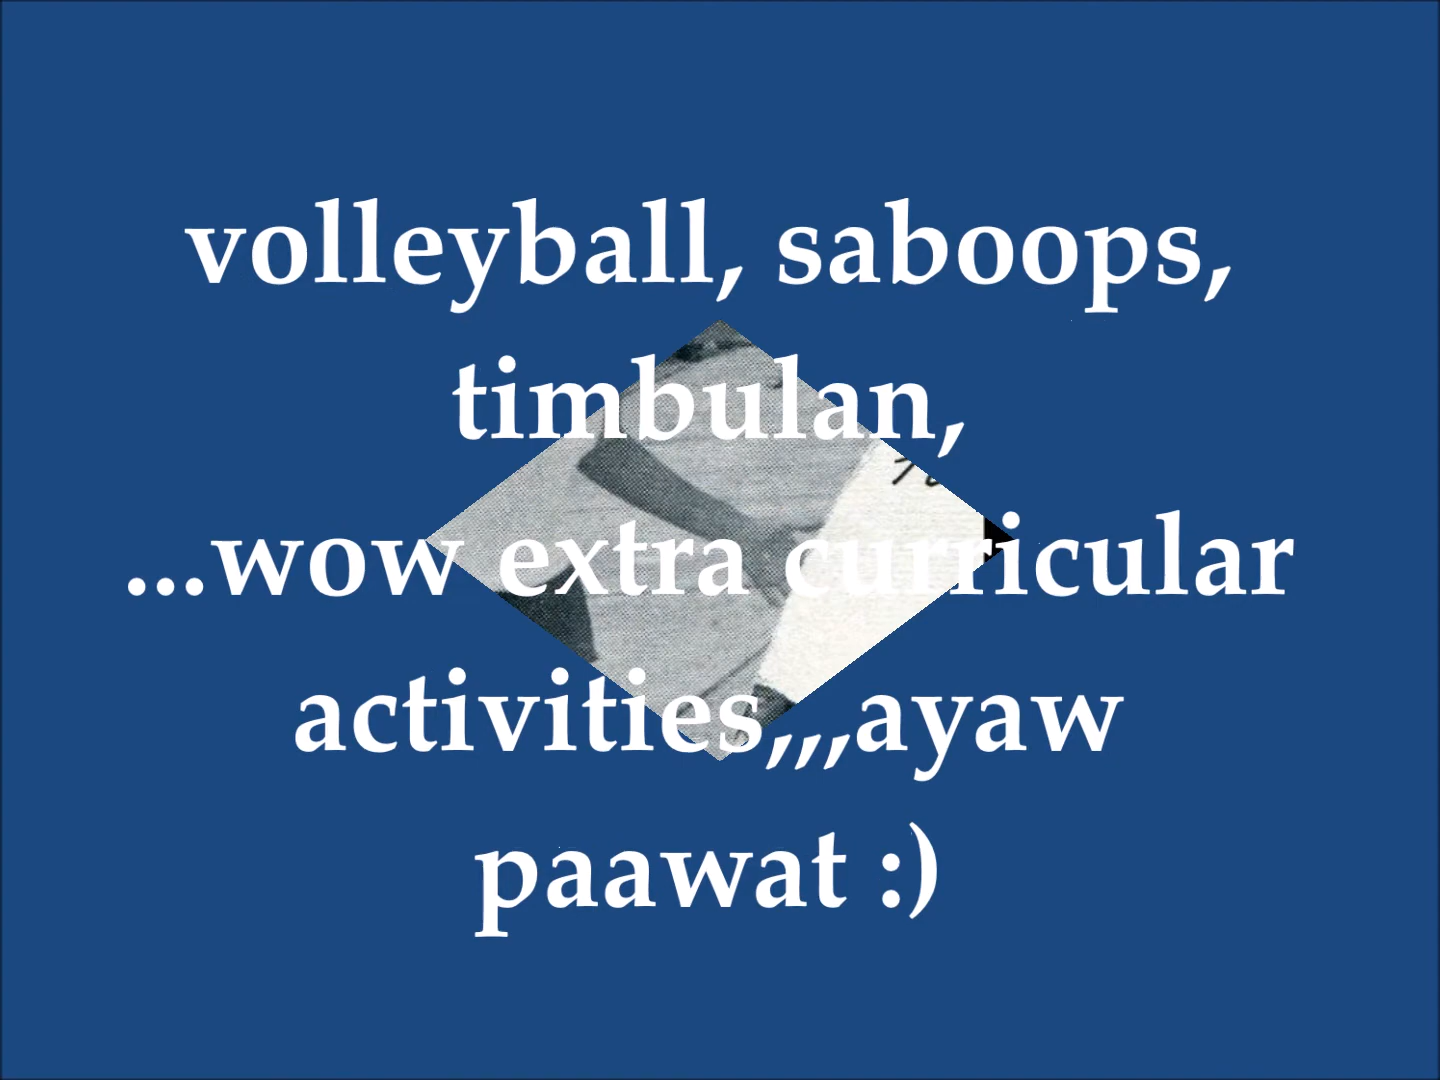 volleyball, saboops,
timbulan,
...wow extra curricular
activities,,,ayaw
paawat :)